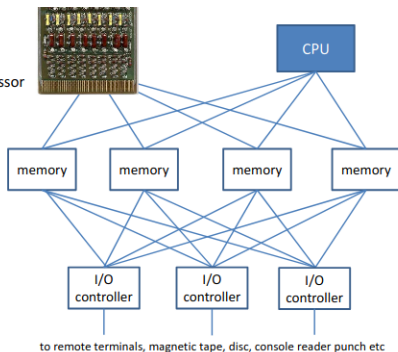 CPU
ssor
memory
memory
memory
memory
I/O
controller
I/O
controller
I/O
controller
to remote terminals, magnetic tape, disc, console reader punch etc